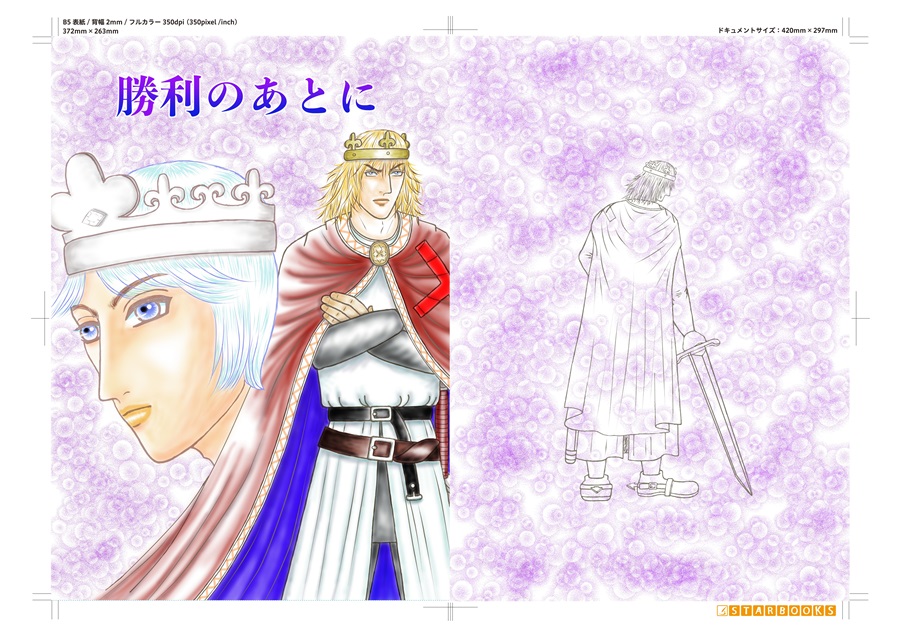 B5 表紙 / 背幅 2mm / フルカラー 350dpi（350pixel /inch）
372mm × 263mm
ドキュメントサイズ：420mm × 297mm
勝利のあとに
STARBOOKS